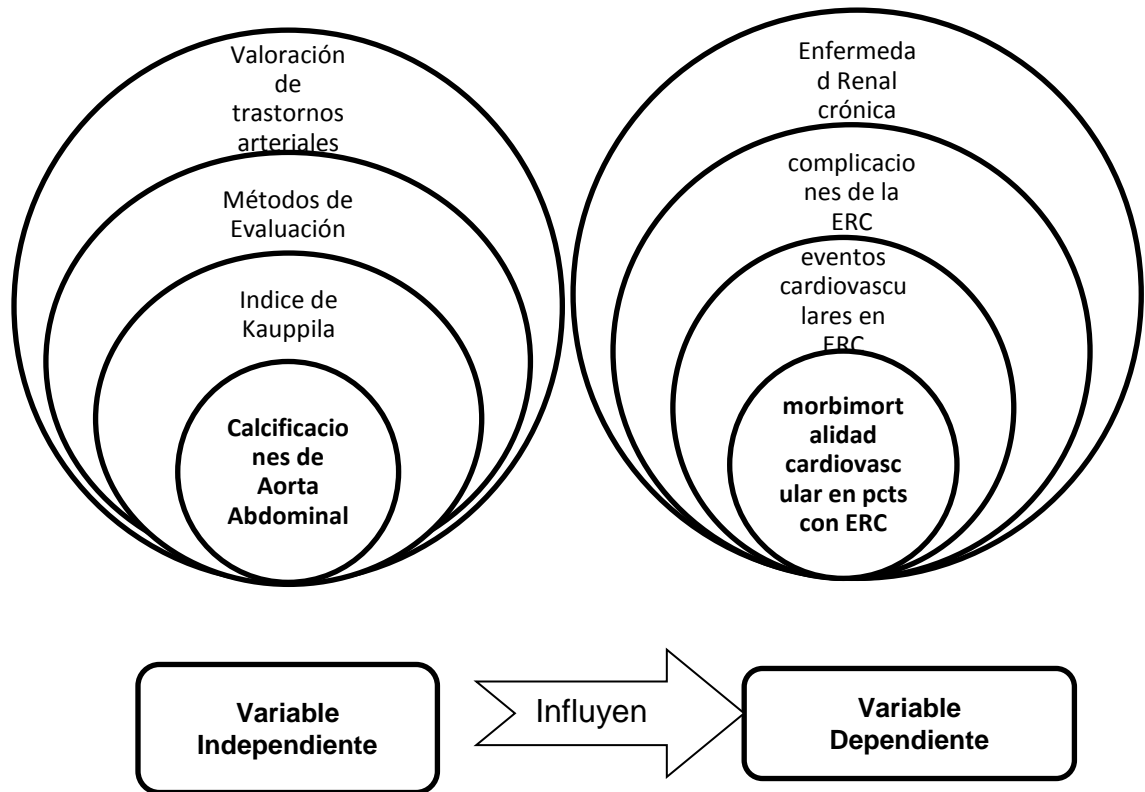 Valoración
de
trastornos
arteriales
Métodos de
Evaluación
Indice de
Kauppila
Calcificacio
nes de
Aorta
Abdominal
Enfermeda
d Renal
crónica
complicacio
nes de la
ERC
eventos
cardiovascu
lares en
ERC
morbimort
alidad
cardiovasc
ular en pcts
con ERC
Variable
Independiente
Influyen
Variable
Dependiente